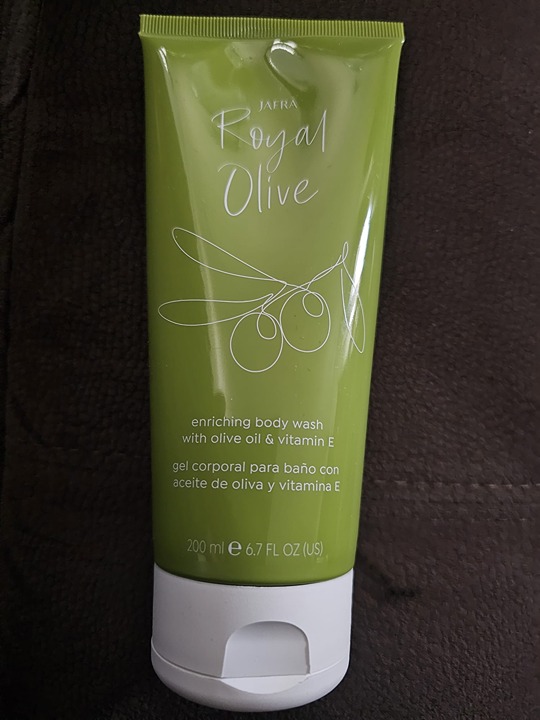 JAFRA
Royal
Olive
enriching body wash
with olive oil & vitamin E
gel corporal para baño con
aceite de oliva y vitamina E
200 ml ℮ 6.7 FL OZ (US)